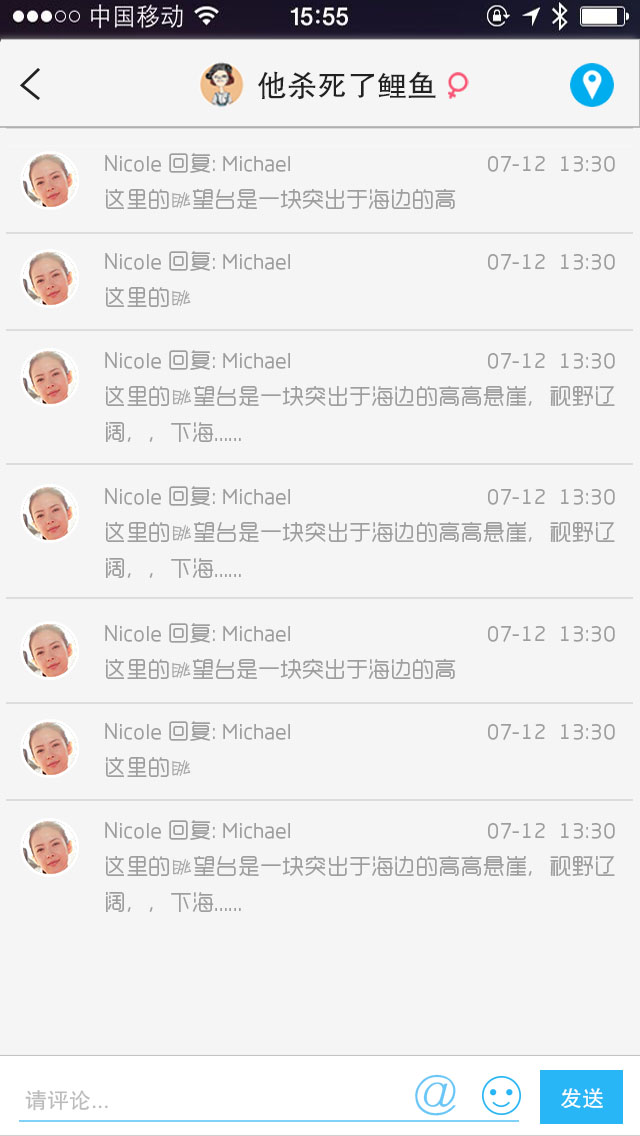 中国移动 15:55
他杀死了鲤鱼
Nicole 回复: Michael 07-12 13:30
这里的眺望台是一块突出于海边的高
Nicole 回复: Michael 07-12 13:30
这里的眺
Nicole 回复: Michael 07-12 13:30
这里的眺望台是一块突出于海边的高高悬崖，视野辽
阔，，下海......
Nicole 回复: Michael 07-12 13:30
这里的眺望台是一块突出于海边的高高悬崖，视野辽
阔，，下海......
Nicole 回复: Michael 07-12 13:30
这里的眺望台是一块突出于海边的高
Nicole 回复: Michael 07-12 13:30
这里的眺
Nicole 回复: Michael 07-12 13:30
这里的眺望台是一块突出于海边的高高悬崖，视野辽
阔，，下海......
请评论... @ 发送